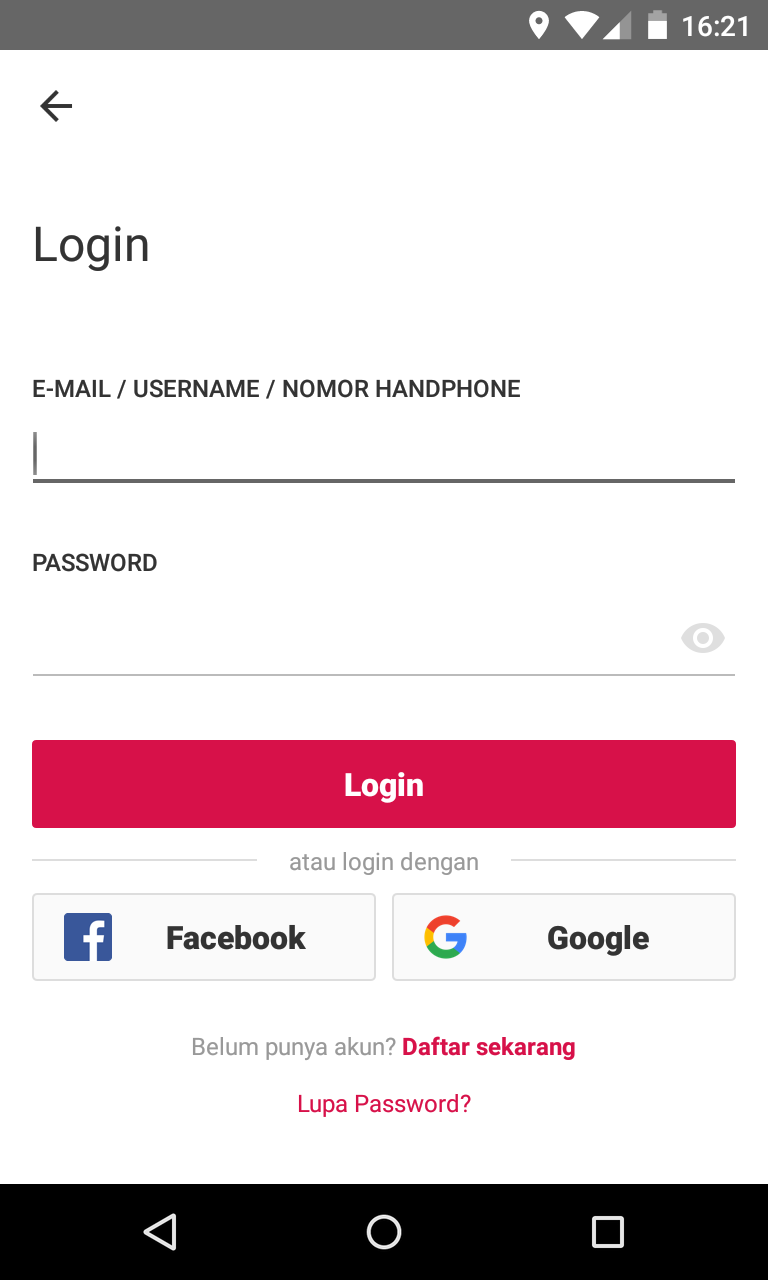 16:21
Login
E-MAIL / USERNAME / NOMOR HANDPHONE
PASSWORD
Login
atau login dengan
Facebook
Google
Belum punya akun? Daftar sekarang
Lupa Password?